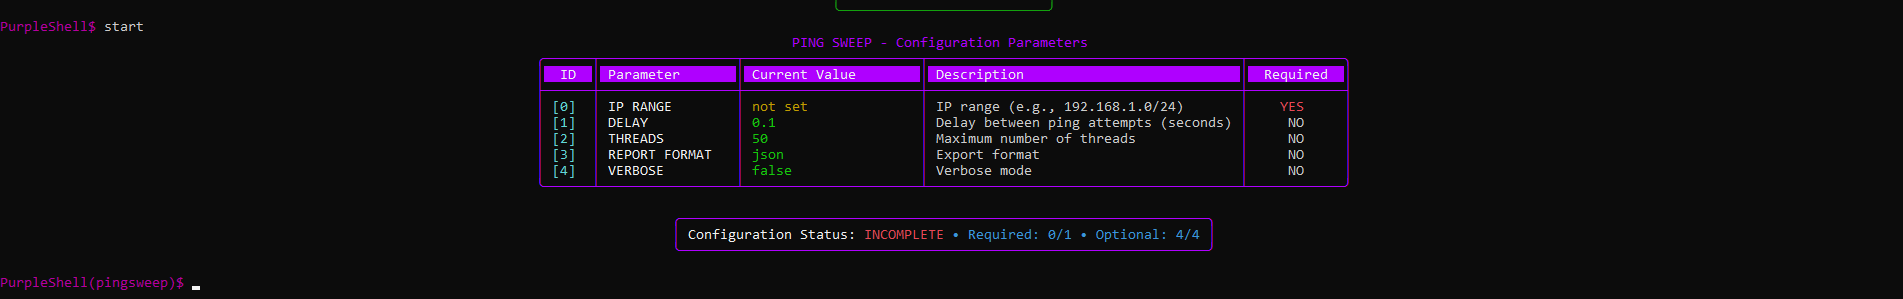 PurpleShell$ start
PING SWEEP - Configuration Parameters
ID Parameter Current Value Description Required
[0] IP RANGE not set IP range (e.g., 192.168.1.0/24) YES
[1] DELAY 0.1 Delay between ping attempts (seconds) NO
[2] THREADS 50 Maximum number of threads NO
[3] REPORT FORMAT json Export format NO
[4] VERBOSE false Verbose mode NO
Configuration Status: INCOMPLETE • Required: 0/1 • Optional: 4/4
PurpleShell(pingsweep)$